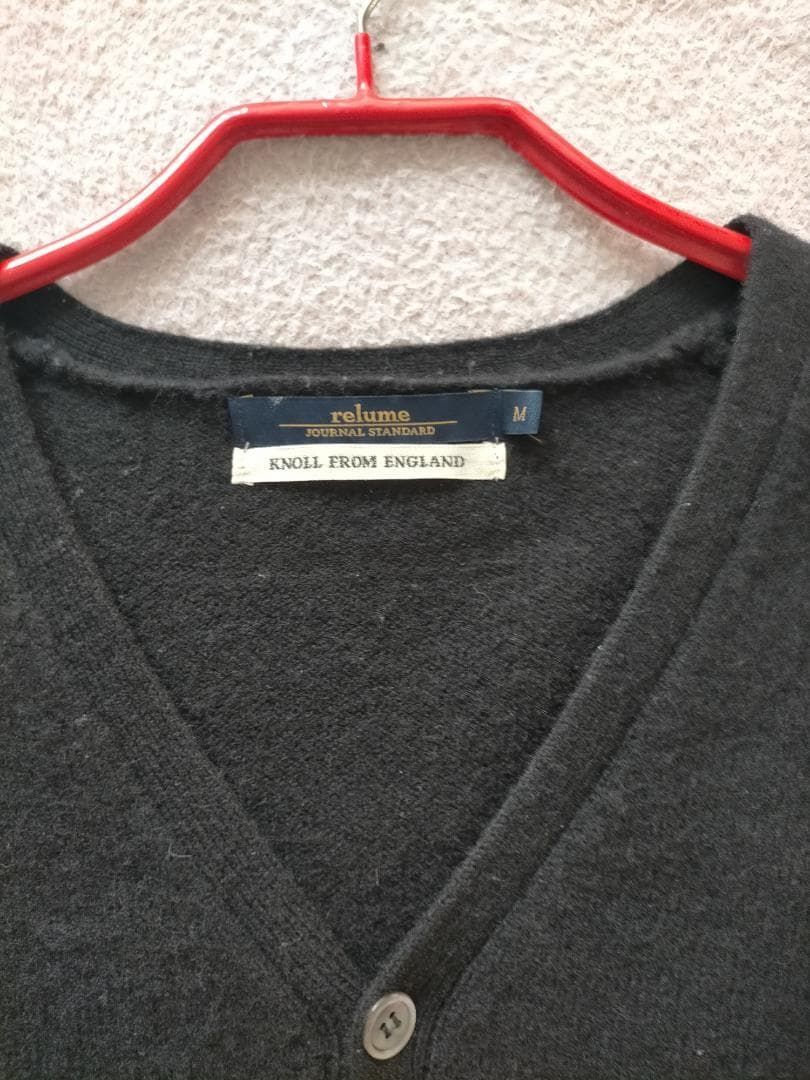 relume
JOURNAL STANDARD
M
KNOLL FROM ENGLAND